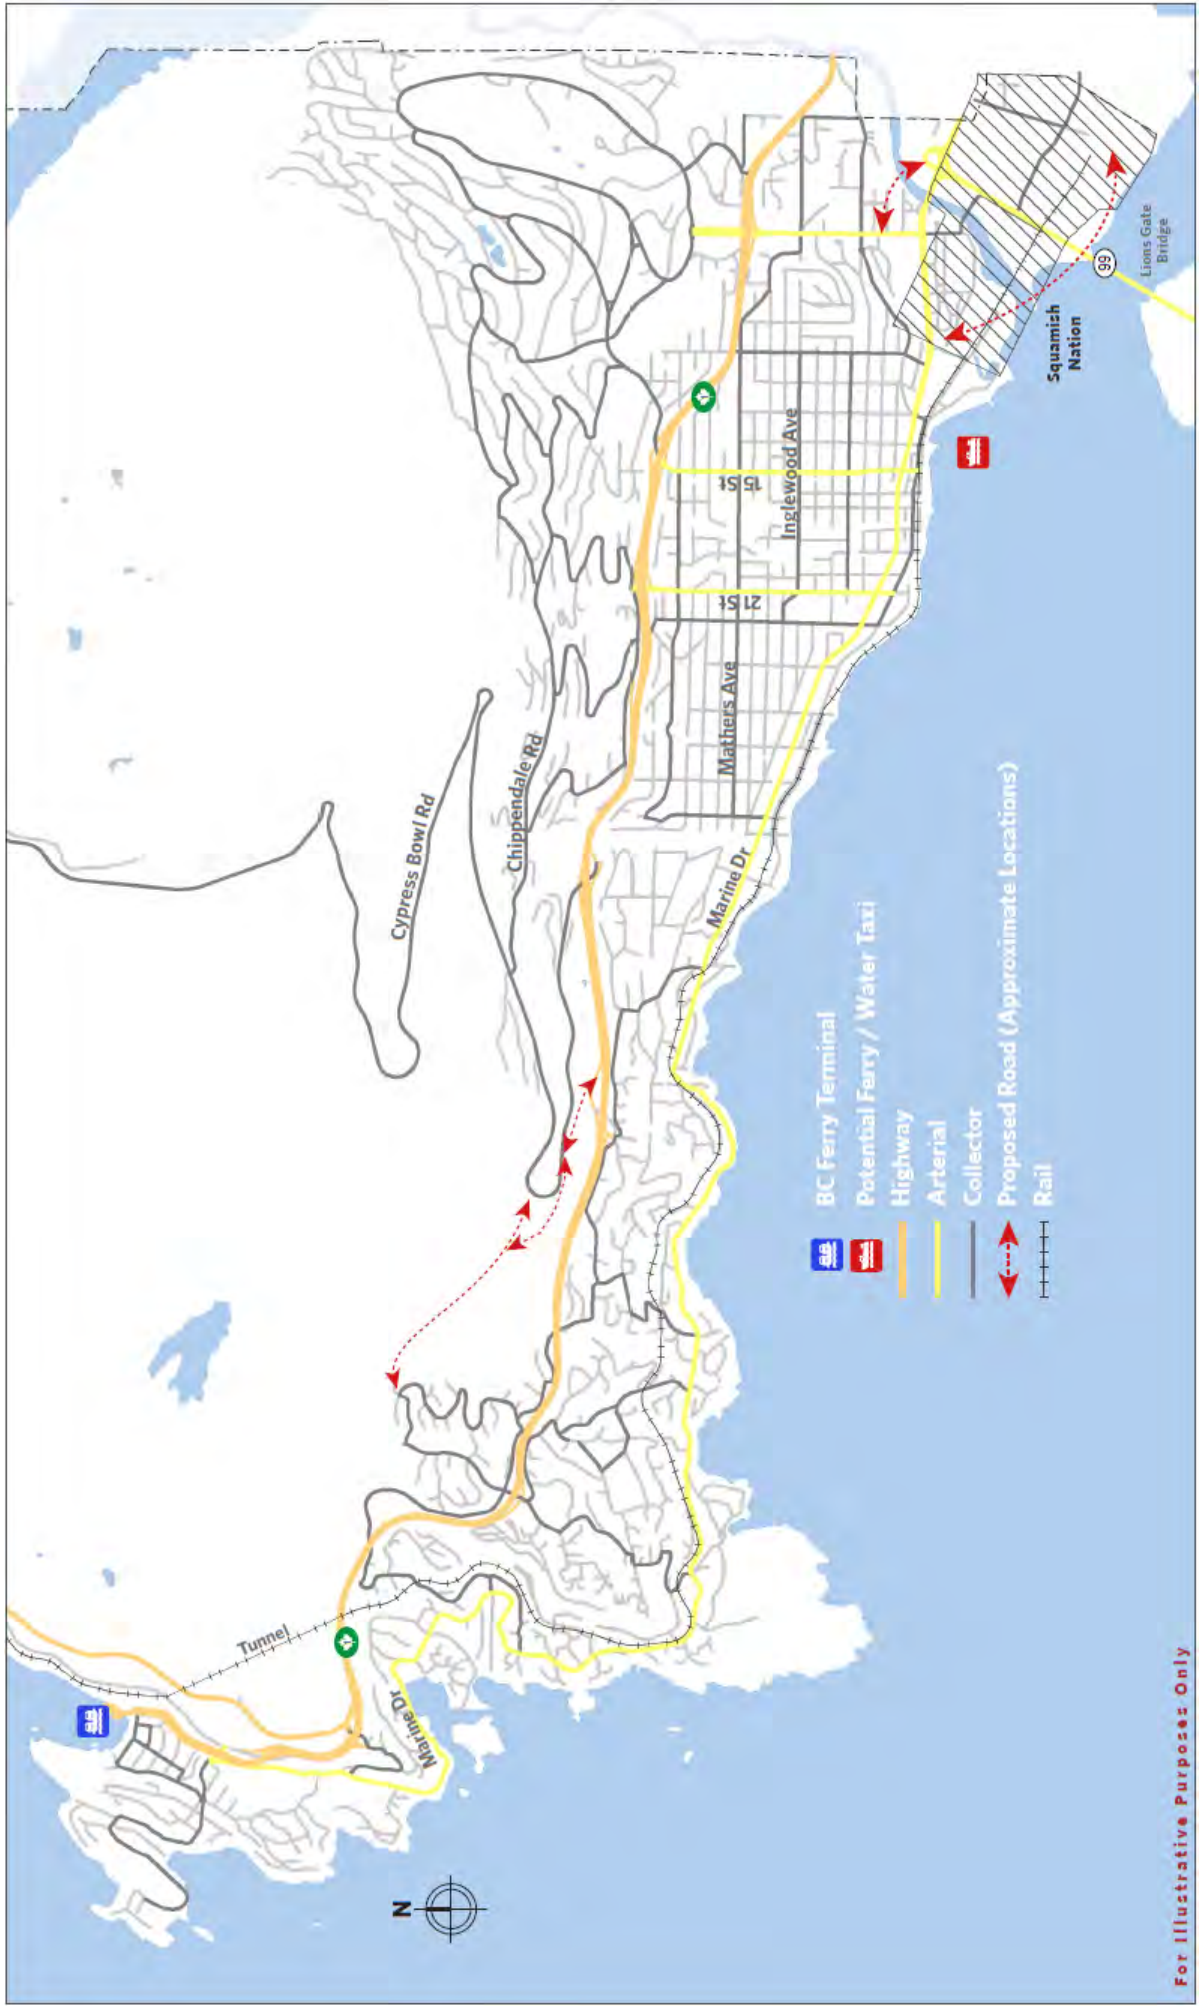 Tunnel
Marine Dr
N
Cypress Bowl Rd
Chippendale Rd
Marine Dr
Mathers Ave
21 St
15 St
Inglewood Ave
1
1
99
Squamish
Nation
Lions Gate
Bridge
BC Ferry Terminal
Potential Ferry / Water Taxi
Highway
Arterial
Collector
Proposed Road (Approximate Locations)
Rail
For Illustrative Purposes Only